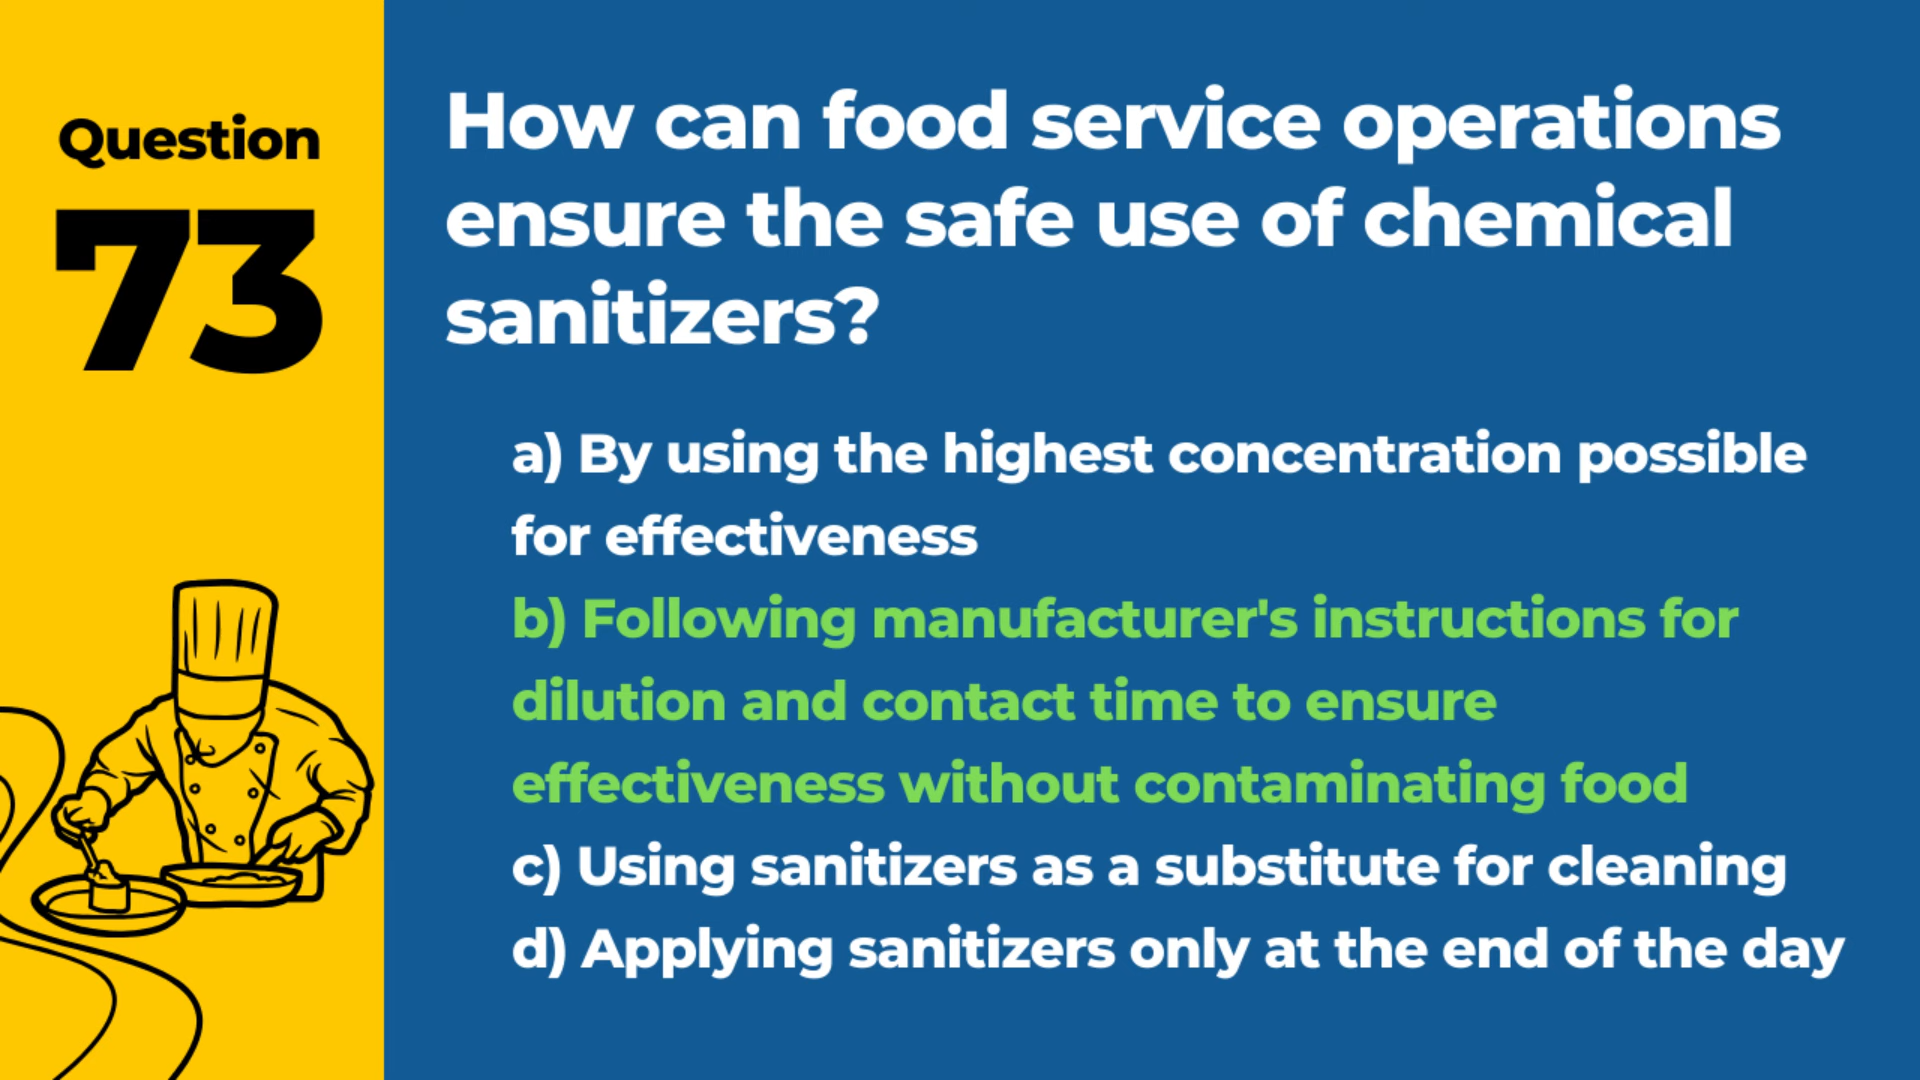 Question
73
How can food service operations
ensure the safe use of chemical
sanitizers?
a) By using the highest concentration possible
for effectiveness
b) Following manufacturer's instructions for
dilution and contact time to ensure
effectiveness without contaminating food
c) Using sanitizers as a substitute for cleaning
d) Applying sanitizers only at the end of the day